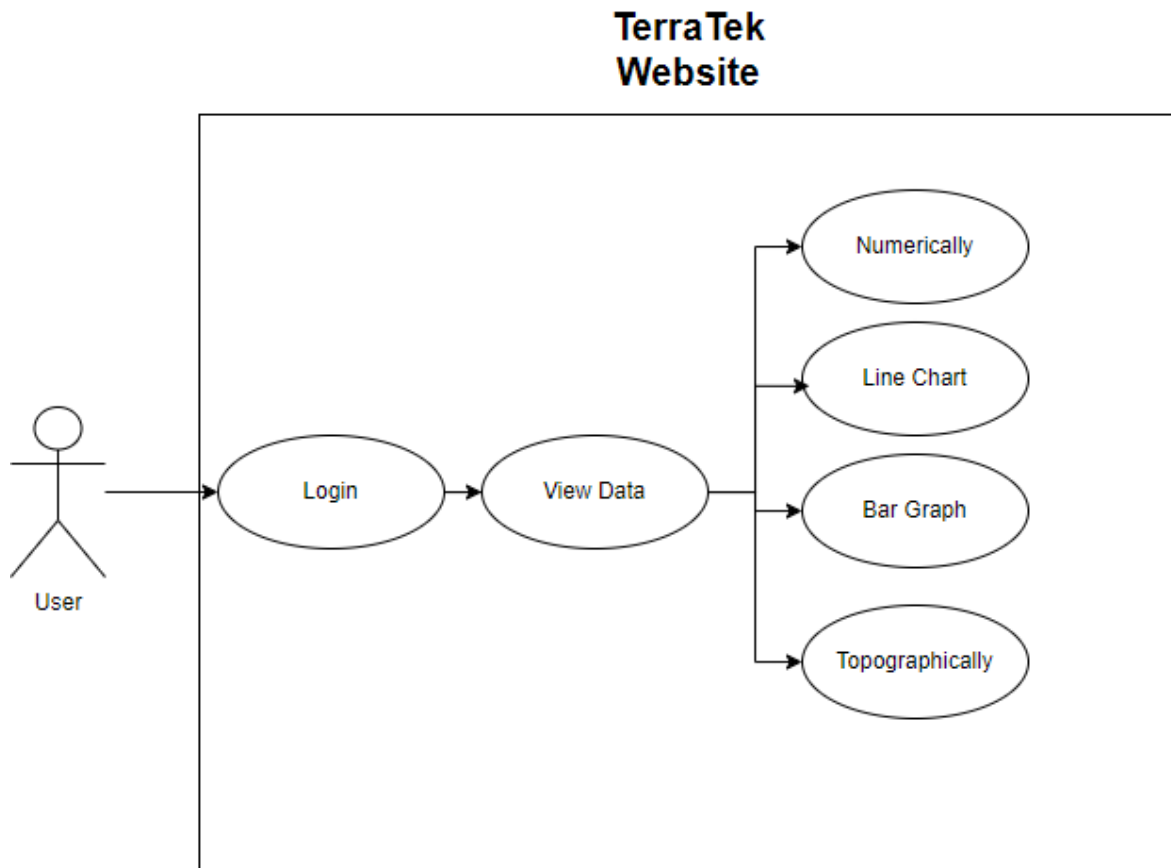 TerraTek
Website
Numerically
Line Chart
Login
View Data
Bar Graph
User
Topographically